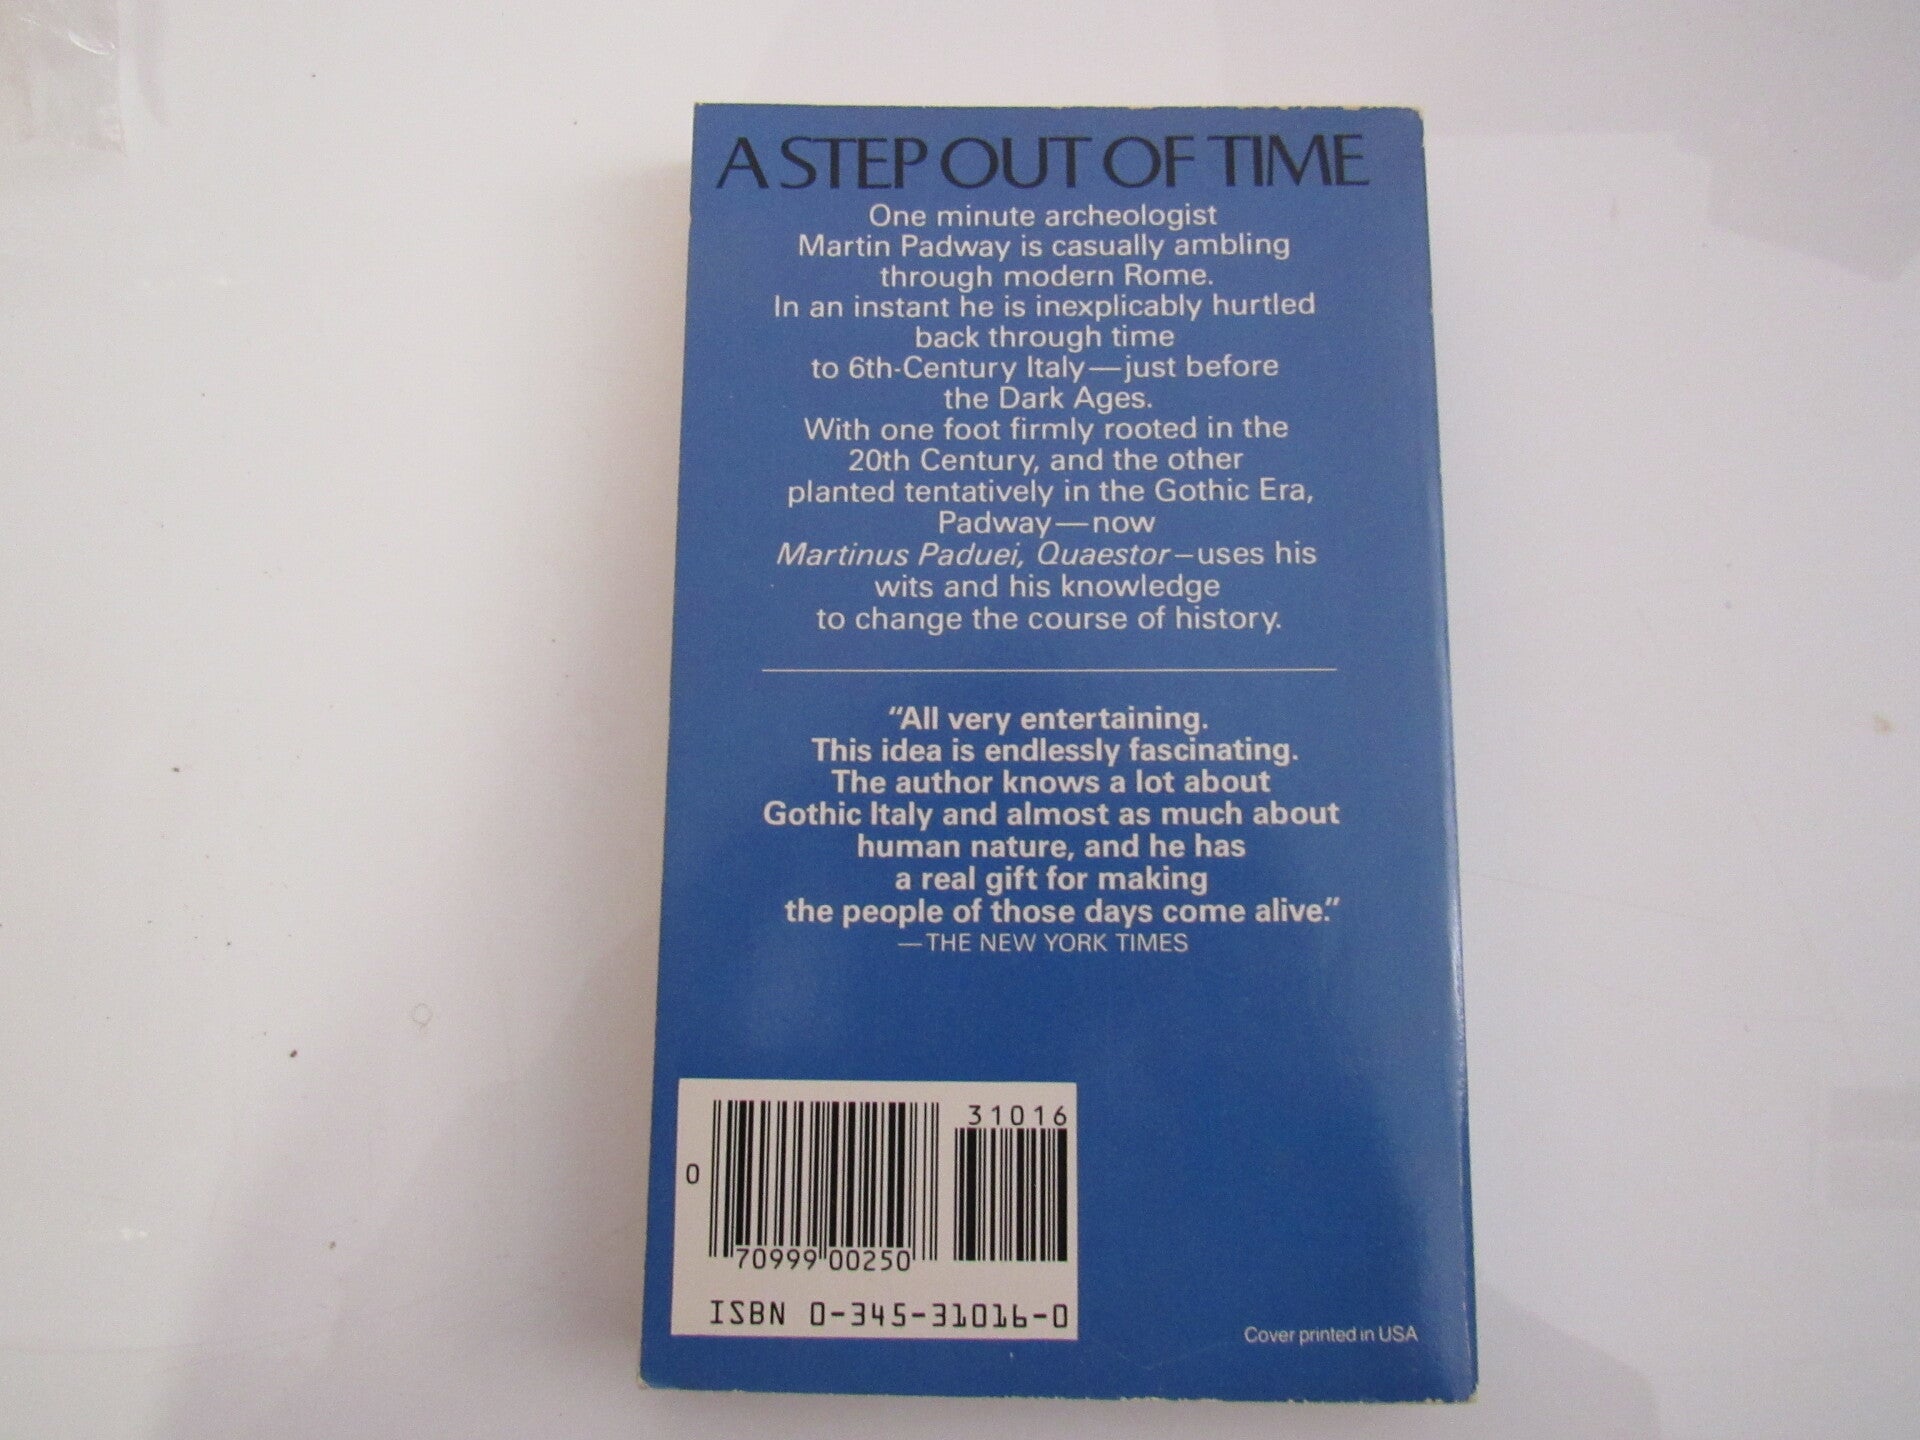 A STEP OUT OF TIME
One minute archeologist
Martin Padway is casually ambling
through modern Rome.
In an instant he is inexplicably hurtled
back through time
to 6th-Century Italy—just before
the Dark Ages.
With one foot firmly rooted in the
20th Century, and the other
planted tentatively in the Gothic Era,
Padway—now
Martinus Paduei, Quaestor–uses his
wits and his knowledge
to change the course of history.
“All very entertaining.
This idea is endlessly fascinating.
The author knows a lot about
Gothic Italy and almost as much about
human nature, and he has
a real gift for making
the people of those days come alive.”
—THE NEW YORK TIMES
31016
0
70999 00250
ISBN 0-345-31016-0
Cover printed in USA